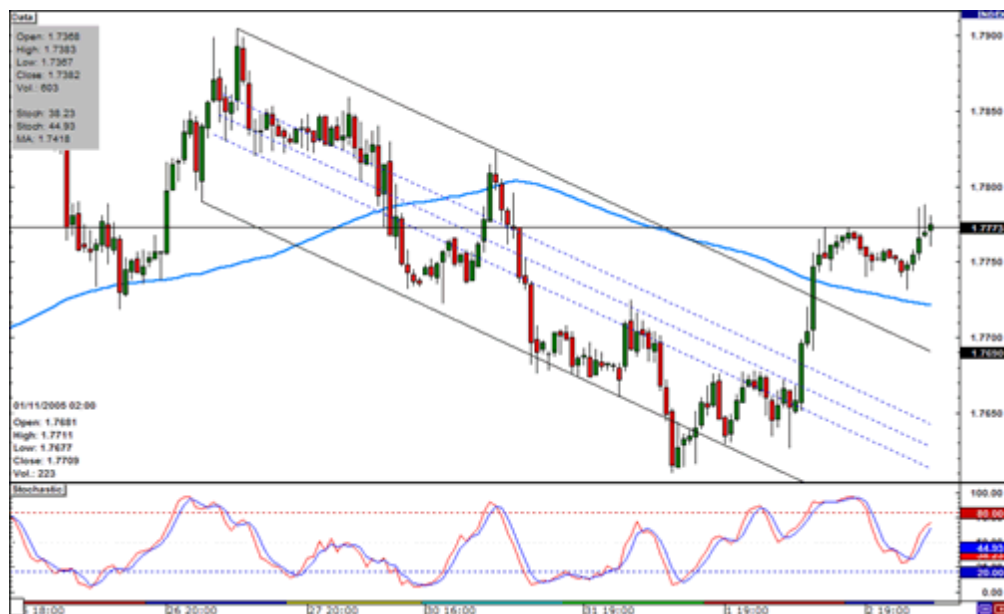 Data
INDEX
Open: 1.7368
High: 1.7383
Low: 1.7367
Close: 1.7382
Vol.: 603
Stoch: 38.23
Stoch: 44.93
MA: 1.7418
1.7900
1.7850
1.7800
1.7773
1.7750
1.7700
1.7690
1.7650
01/11/2005 02:00
Open: 1.7681
High: 1.7711
Low: 1.7677
Close: 1.7709
Vol.: 223
Stochastic
100.00
80.00
44.93
20.00
0.00
18:00
26 20:00
27 20:00
30 16:00
31 19:00
1 19:00
2 19:00